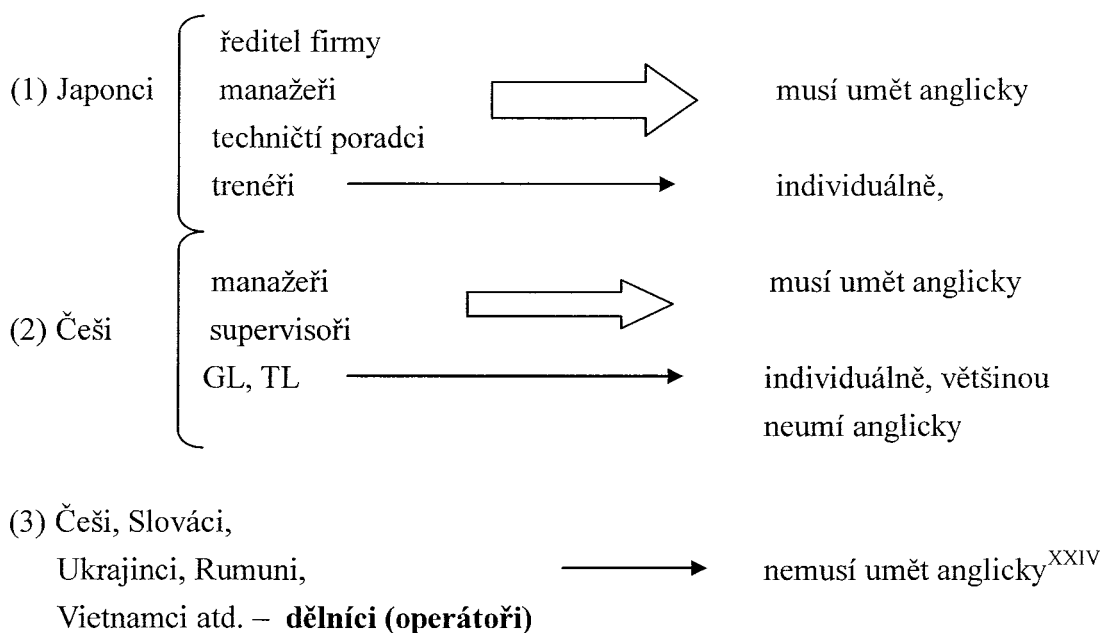 ředitel firmy
(1) Japonci manažeři musí umět anglicky
techničtí poradci
trenéři individuálně,
manažeři musí umět anglicky
(2) Češi supervisoři
GL, TL individuálně, většinou
neumí anglicky
(3) Češi, Slováci,
Ukrajinci, Rumuni, nemusí umět anglicky XXIV
Vietnamci atd. – dělníci (operátoři)